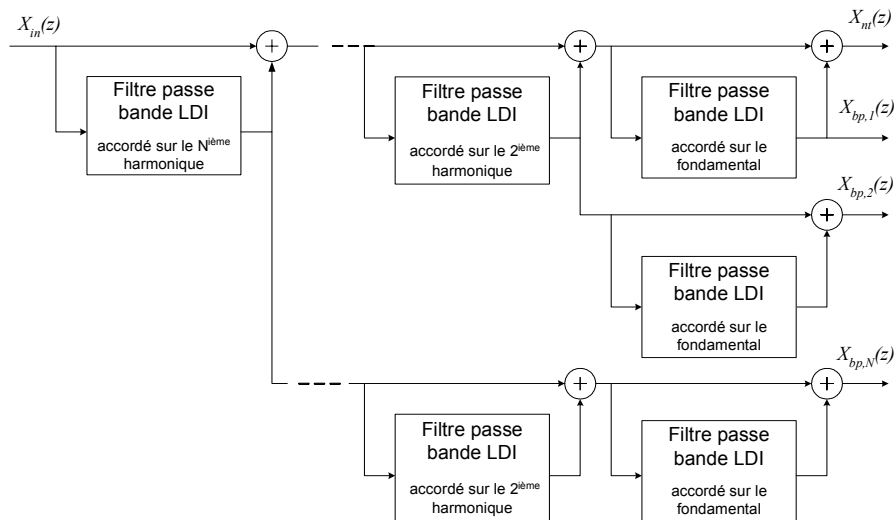 X_in(z)
X_nt(z)
+
+
+
Filtre passe
bande LDI
accordé sur le N^ième
harmonique
Filtre passe
bande LDI
accordé sur le 2^ième
harmonique
Filtre passe
bande LDI
accordé sur le
fondamental
X_bp,1(z)
X_bp,2(z)
+
Filtre passe
bande LDI
accordé sur le
fondamental
X_bp,N(z)
+
+
Filtre passe
bande LDI
accordé sur le 2^ième
harmonique
Filtre passe
bande LDI
accordé sur le
fondamental